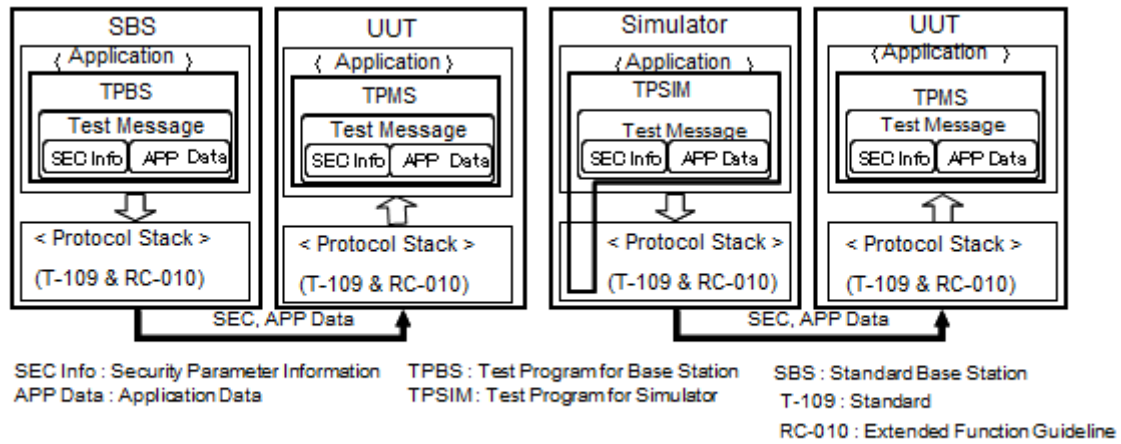 SBS
{ Application }
TPBS
Test Message
SEC Info
APP Data
< Protocol Stack >
(T-109 & RC-010)
UUT
{ Application }
TPMS
Test Message
SEC Info
APP Data
< Protocol Stack >
(T-109 & RC-010)
SEC, APP Data
Simulator
{Application }
TPSIM
Test Message
SEC Info
APP Data
< Protocol Stack >
(T-109 & RC-010)
UUT
{Application }
TPMS
Test Message
SEC Info
APP Data
< Protocol Stack >
(T-109 & RC-010)
SEC, APP Data
SEC Info : Security Parameter Information
APP Data : Application Data
TPBS : Test Program for Base Station
TPSIM : Test Program for Simulator
SBS : Standard Base Station
T-109 : Standard
RC-010 : Extended Function Guideline